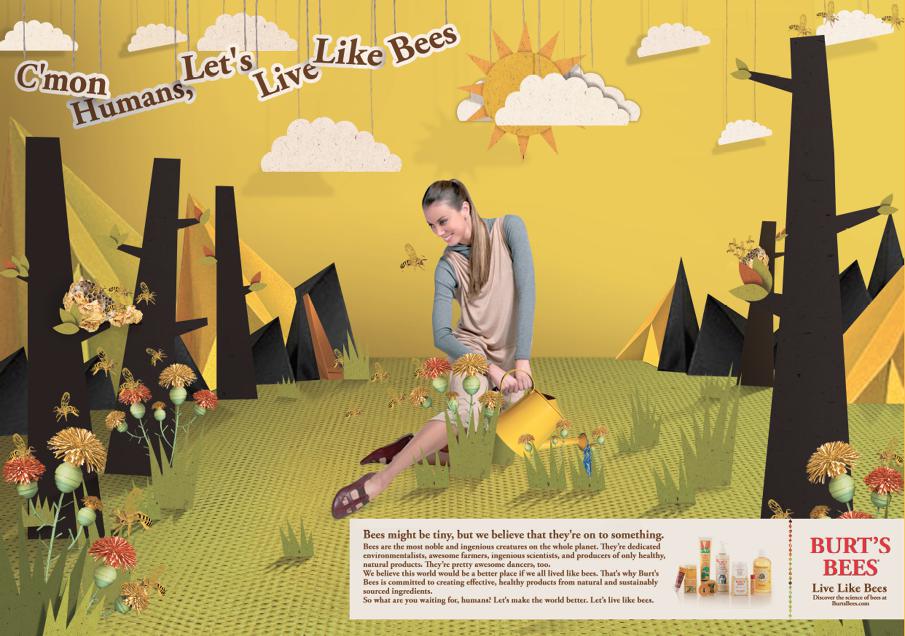 C'mon
Humans,
Let's
Live
Like Bees
Bees might be tiny, but we believe that they're on to something.
Bees are the most noble and ingenious creatures on the whole planet. They're dedicated
environmentalists, awesome farmers, ingenious scientists, and producers of only healthy,
natural products. They're pretty awesome dancers, too.
We believe this world would be a better place if we all lived like bees. That's why Burt's
Bees is committed to creating effective, healthy products from natural and sustainably
sourced ingredients.
So what are you waiting for, humans? Let's make the world better. Let's live like bees.
BURT'S
BEES
Live Like Bees
Discover the science of bees at
BurtsBees.com